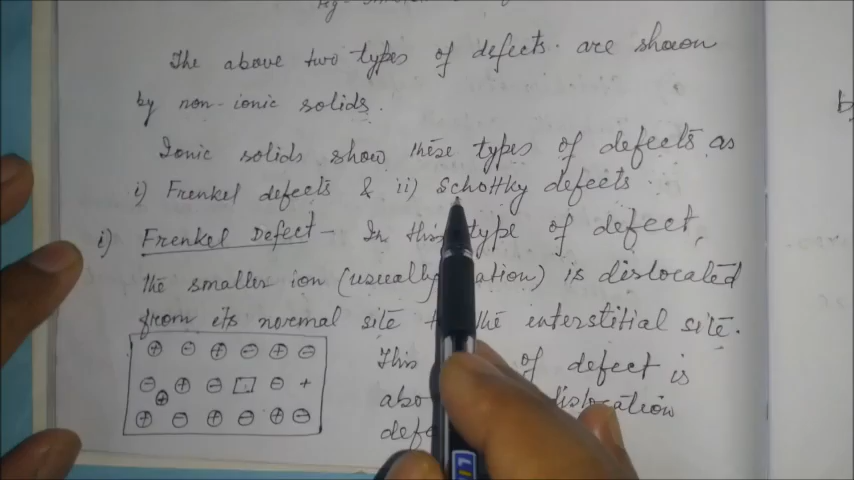 The above two types of defects are shown
by non-ionic solids.
Ionic solids show these types of defects as
i) Frenkel defects & ii) Schottky defects
i) Frenkel Defect - In this type of defect,
the smaller ion (usually cation) is dislocated
from its normal site the interstitial site.
This of defect is
dislocation
b